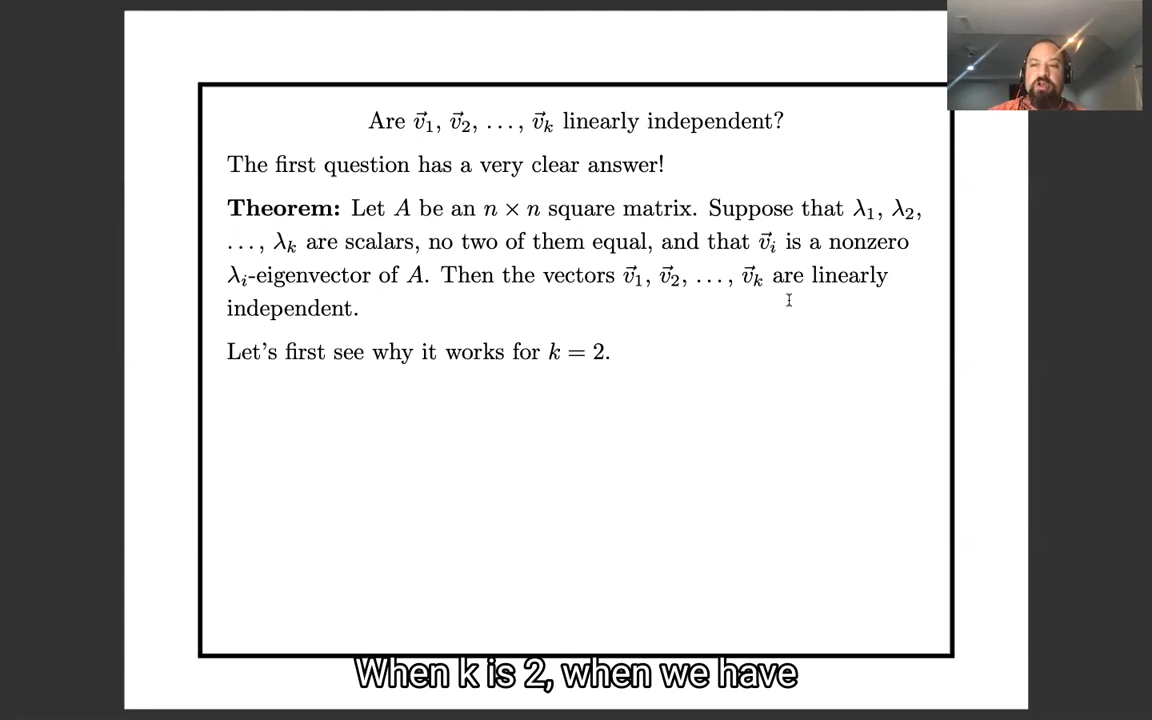 Are v⃗₁, v⃗₂, …, v⃗ₖ linearly independent?
The first question has a very clear answer!
Theorem: Let A be an n × n square matrix. Suppose that λ₁, λ₂,
…, λₖ are scalars, no two of them equal, and that v⃗ᵢ is a nonzero
λᵢ-eigenvector of A. Then the vectors v⃗₁, v⃗₂, …, v⃗ₖ are linearly
independent.
Let’s first see why it works for k = 2.
When k is 2, when we have